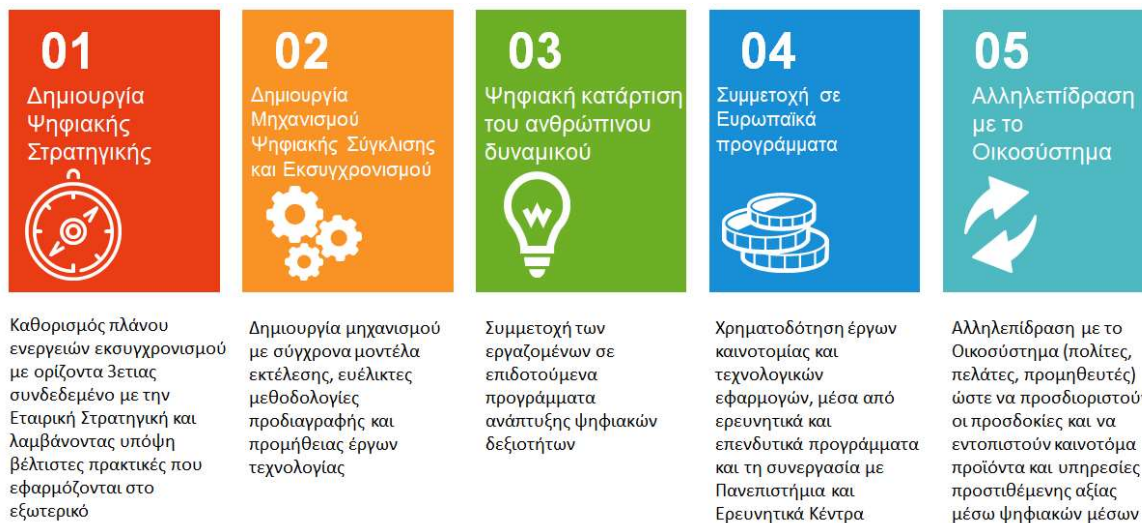 01
Δημιουργία
Ψηφιακής
Στρατηγικής
02
Δημιουργία
Μηχανισμού
Ψηφιακής Σύγκλισης
και Εκσυγχρονισμού
03
Ψηφιακή κατάρτιση
του ανθρώπινου
δυναμικού
04
Συμμετοχή σε
Ευρωπαϊκά
προγράμματα
05
Αλληλεπίδραση
με το
Οικοσύστημα
Καθορισμός πλάνου
ενεργειών εκσυγχρονισμού
με ορίζοντα 3ετιας
συνδεδεμένο με την
Εταιρική Στρατηγική και
λαμβάνοντας υπόψη
βέλτιστες πρακτικές που
εφαρμόζονται στο
εξωτερικό
Δημιουργία μηχανισμού
με σύγχρονα μοντέλα
εκτέλεσης, ευέλικτες
μεθοδολογίες
προδιαγραφής και
προμήθειας έργων
τεχνολογίας
Συμμετοχή των
εργαζομένων σε
επιδοτούμενα
προγράμματα
ανάπτυξης ψηφιακών
δεξιοτήτων
Χρηματοδότηση έργων
καινοτομίας και
τεχνολογικών
εφαρμογών, μέσα από
ερευνητικά και
επενδυτικά προγράμματα
και τη συνεργασία με
Πανεπιστήμια και
Ερευνητικά Κέντρα
Αλληλεπίδραση με το
Οικοσύστημα (πολίτες,
πελάτες, προμηθευτές)
ώστε να προσδιοριστούν
οι προσδοκίες και να
εντοπιστούν καινοτόμα
προϊόντα και υπηρεσίες
προστιθέμενης αξίας
μέσω ψηφιακών μέσων